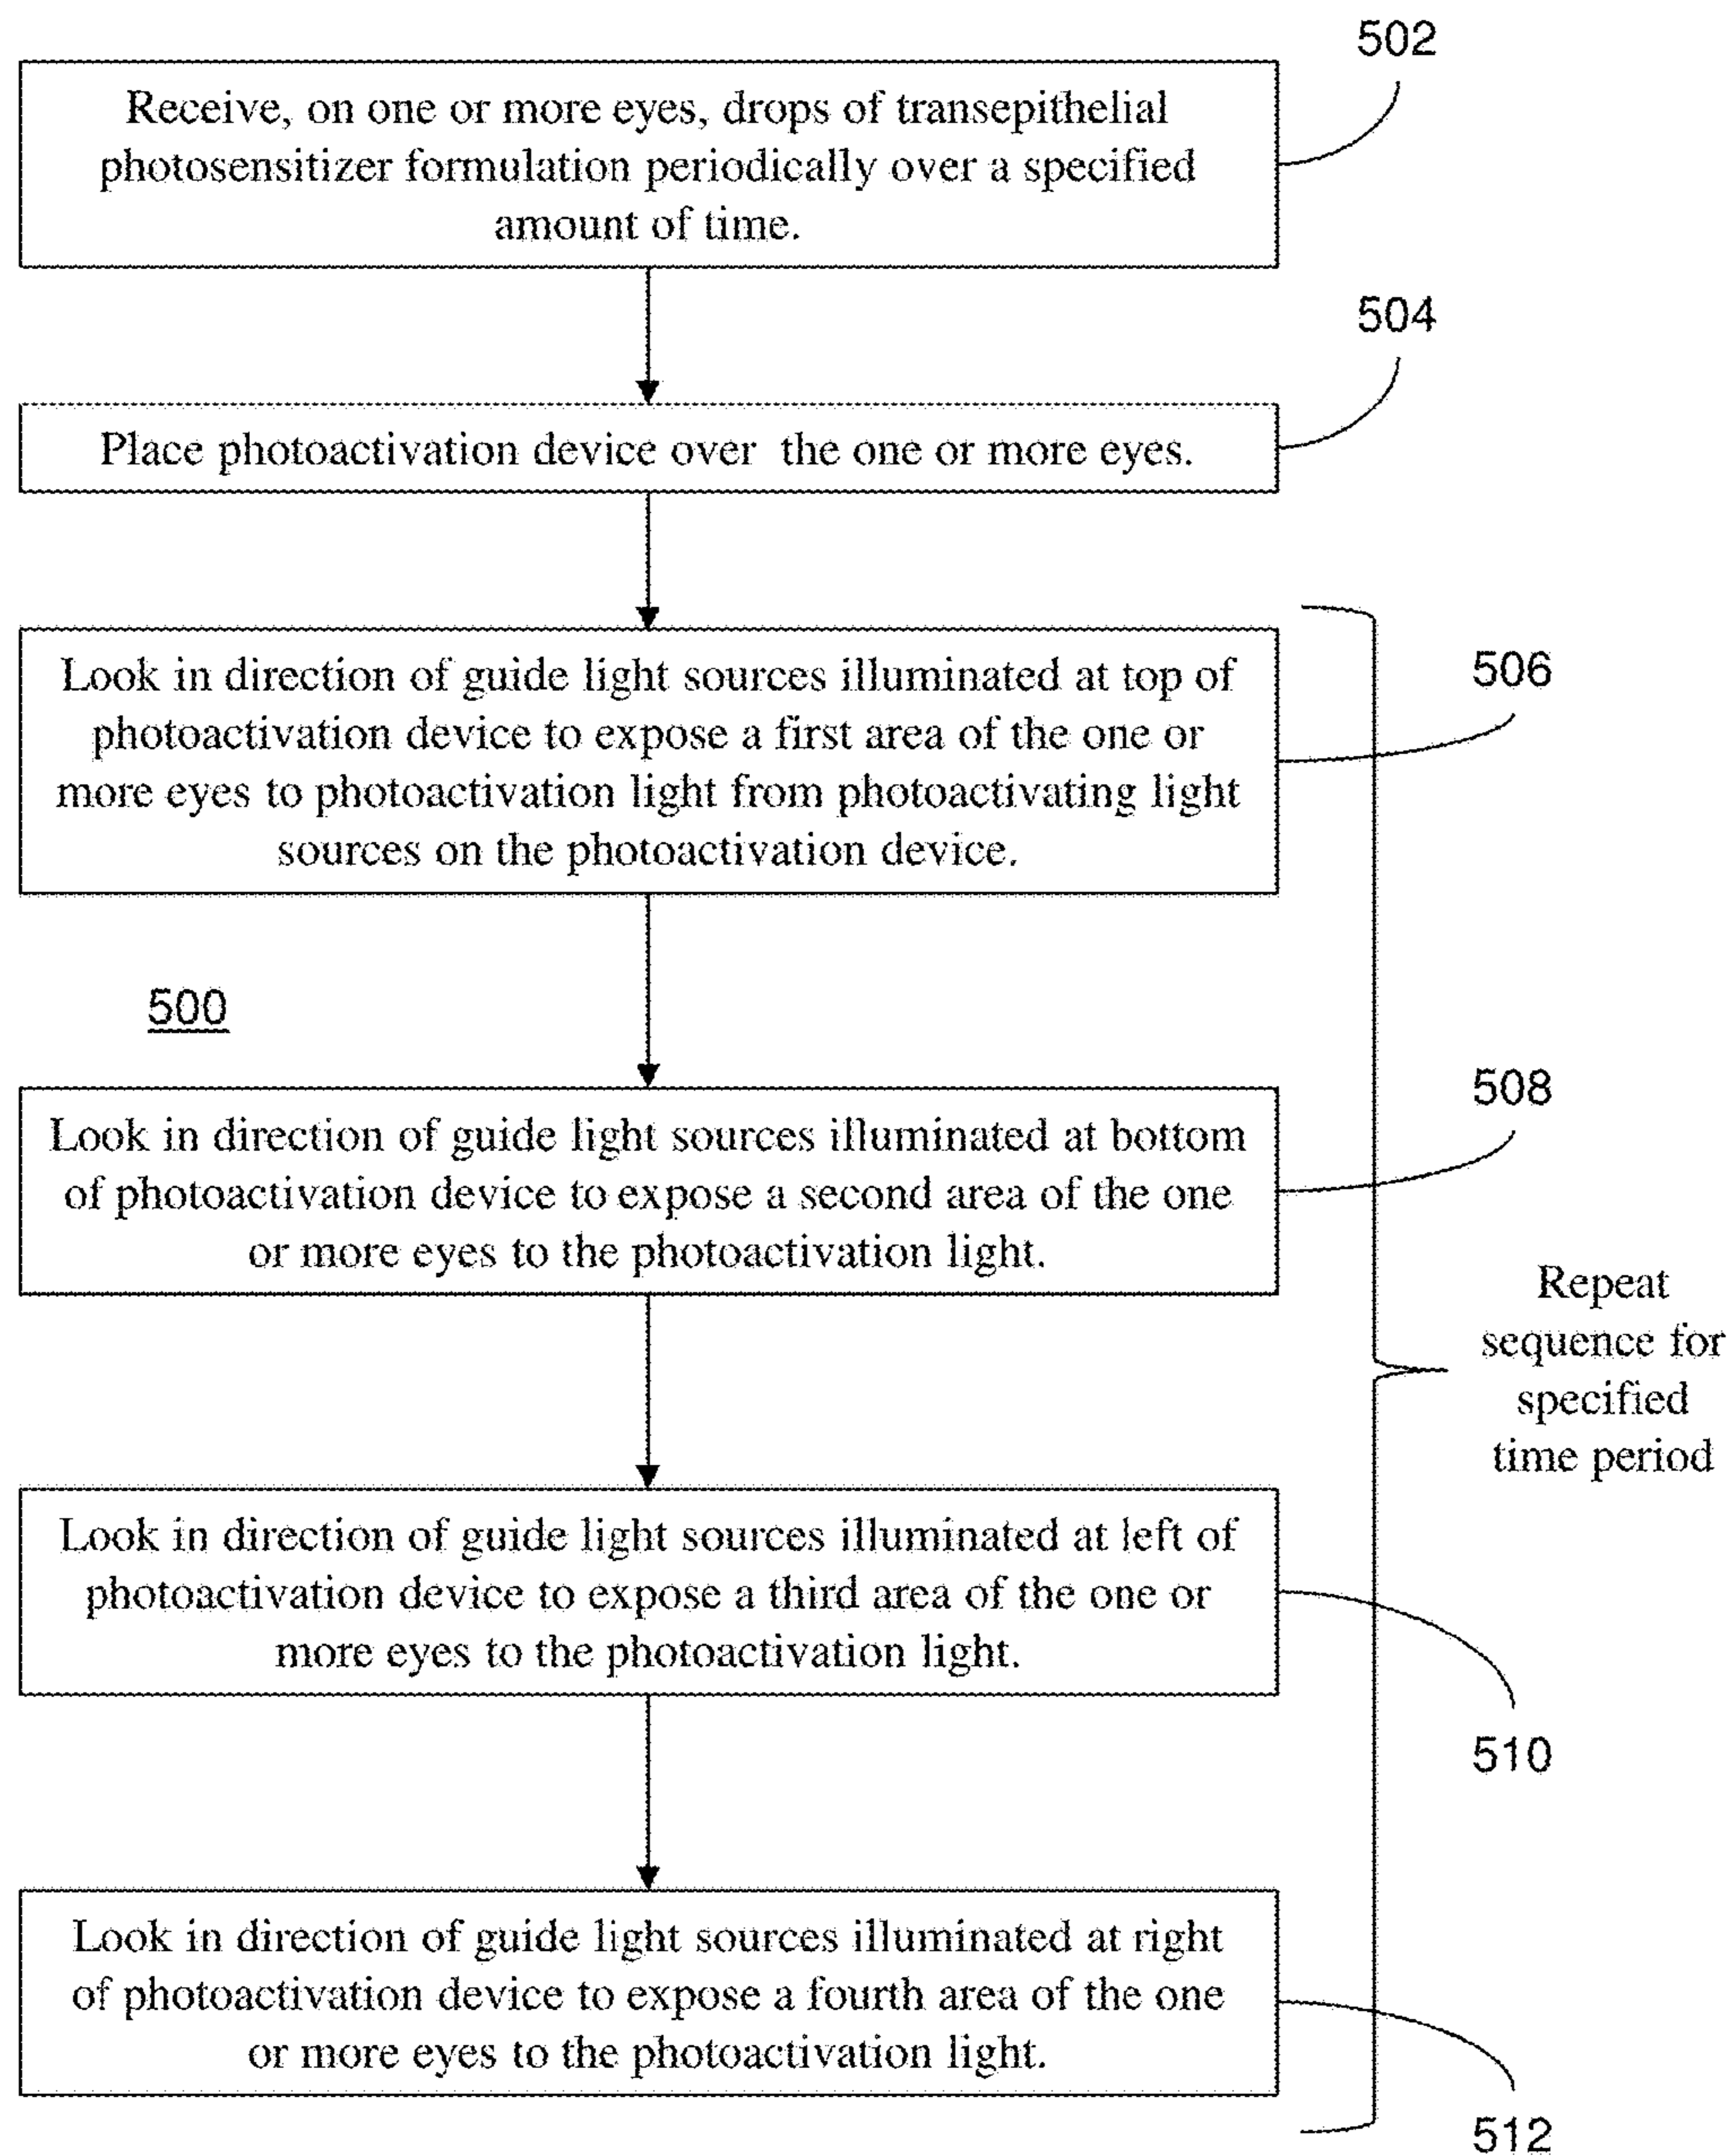 502
Receive, on one or more eyes, drops of transepithelial
photosensitizer formulation periodically over a specified
amount of time.
504
Place photoactivation device over the one or more eyes.
506
Look in direction of guide light sources illuminated at top of
photoactivation device to expose a first area of the one or
more eyes to photoactivation light from photoactivating light
sources on the photoactivation device.
500
508
Look in direction of guide light sources illuminated at bottom
of photoactivation device to expose a second area of the one
or more eyes to the photoactivation light.
Repeat
sequence for
specified
time period
Look in direction of guide light sources illuminated at left of
photoactivation device to expose a third area of the one or
more eyes to the photoactivation light.
510
Look in direction of guide light sources illuminated at right
of photoactivation device to expose a fourth area of the one
or more eyes to the photoactivation light.
512